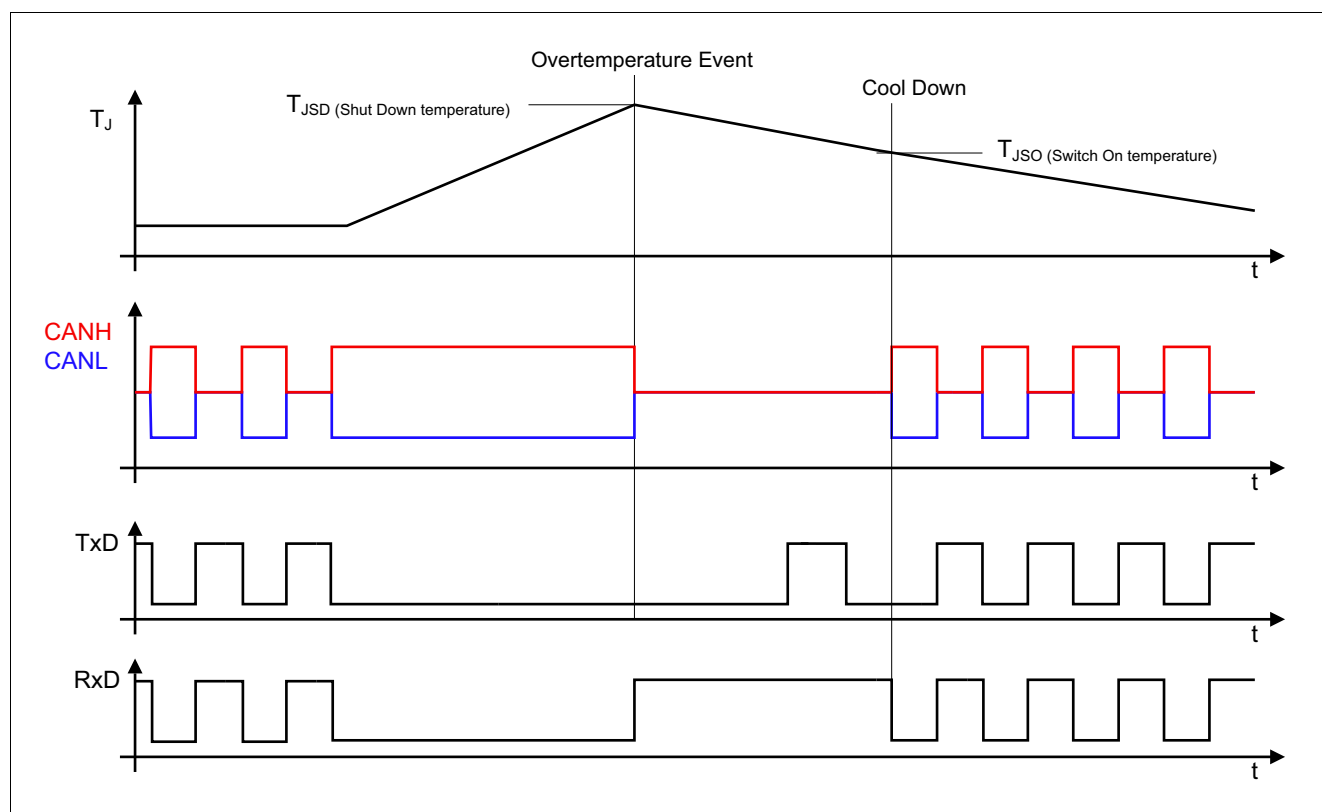 Overtemperature Event
Cool Down
TJSD (Shut Down temperature)
TJ
TJSO (Switch On temperature)
t
CANH
CANL
t
TxD
t
RxD
t